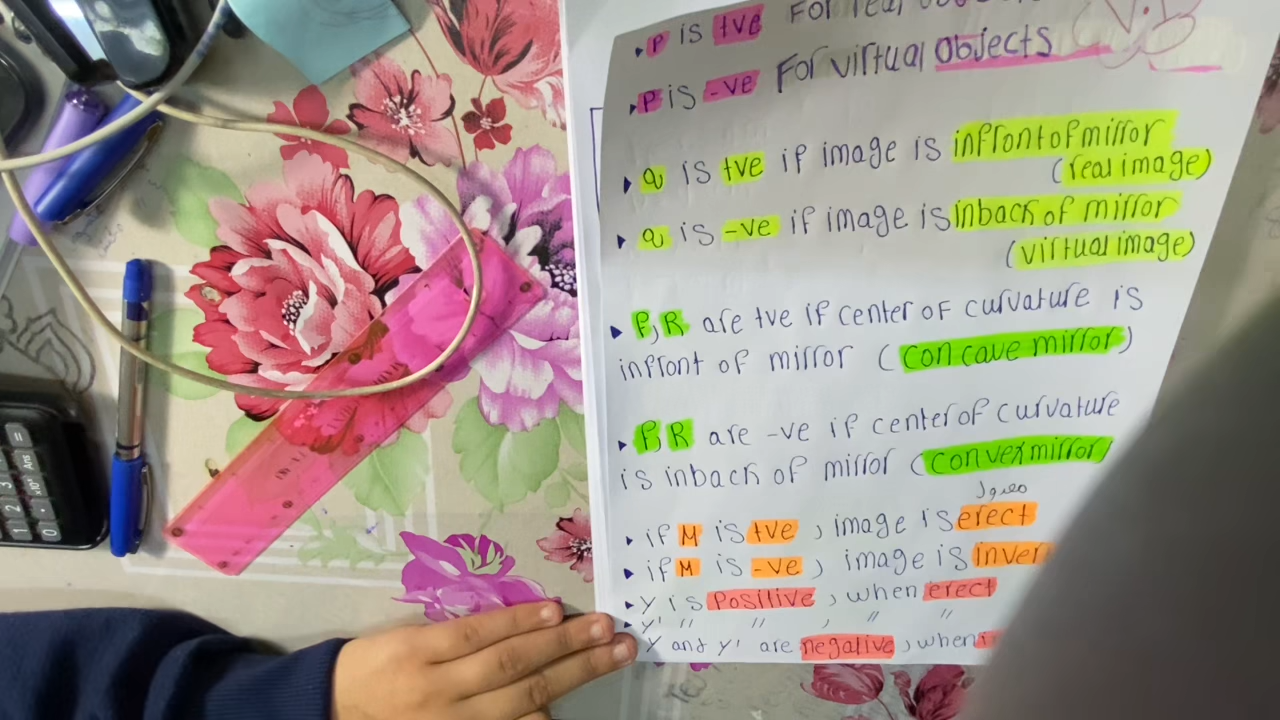 P is +ve For real
P is -ve For virtual objects
q is +ve if image is infront of mirror
(real image)
q is -ve if image is inback of mirror
(virtual image)
F, R are +ve if center of curvature is
infront of mirror (concave mirror)
F, R are -ve if center of curvature
is inback of mirror (convex mirror)
if M is +ve, image is erect
if M is -ve, image is inver
y is Positive, when erect
y' " " , " "
y and y' are negative, when
= Ans 0